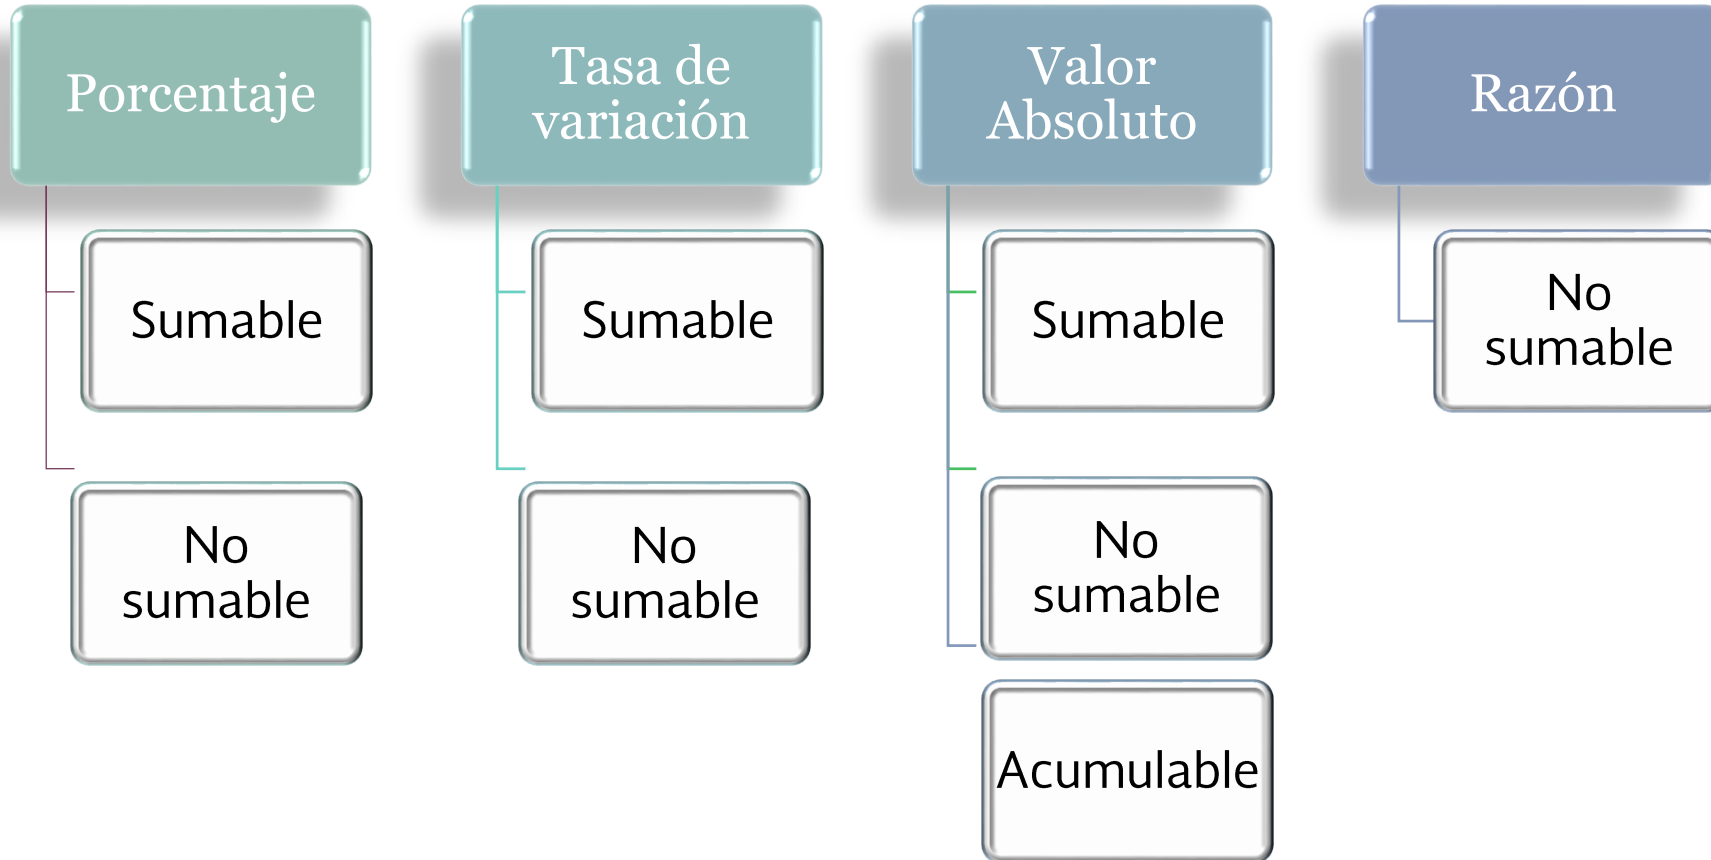 Porcentaje
Sumable
No
sumable
Tasa de
variación
Sumable
No
sumable
Valor
Absoluto
Sumable
No
sumable
Acumulable
Razón
No
sumable